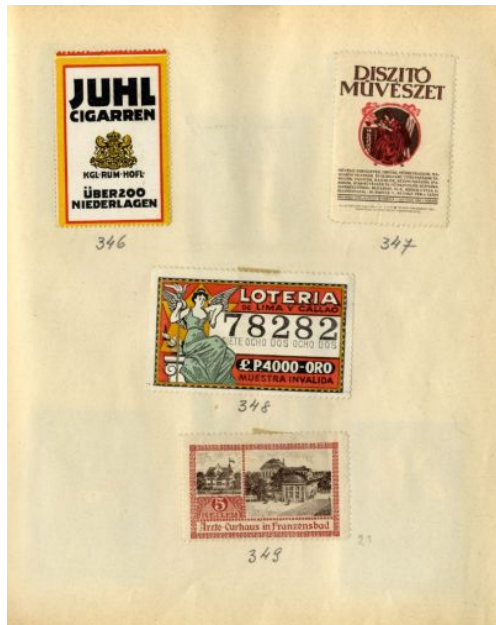 JUHL
CIGARREN
KGL·RUM·HOFL·
ÜBER 200
NIEDERLAGEN
346
DISZITŐ
MŰVÉSZET
347
LOTERIA
DE LIMA Y CALLAO
78282
SIETE OCHO DOS OCHO DOS
£P.4000-ORO
MUESTRA INVALIDA
348
5
HELLER
Ärzte-Curhaus in Franzensbad
349